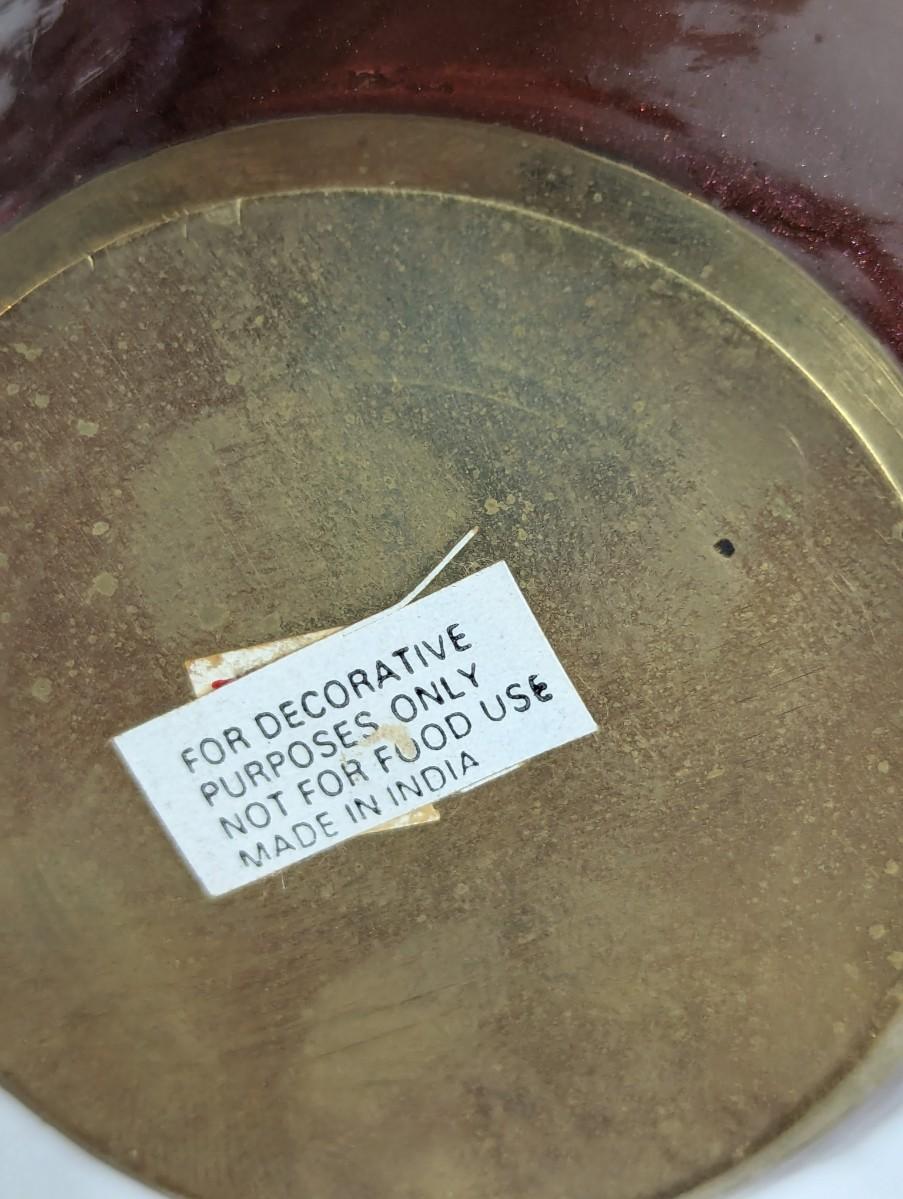 FOR DECORATIVE
PURPOSES ONLY
NOT FOR FOOD USE
MADE IN INDIA